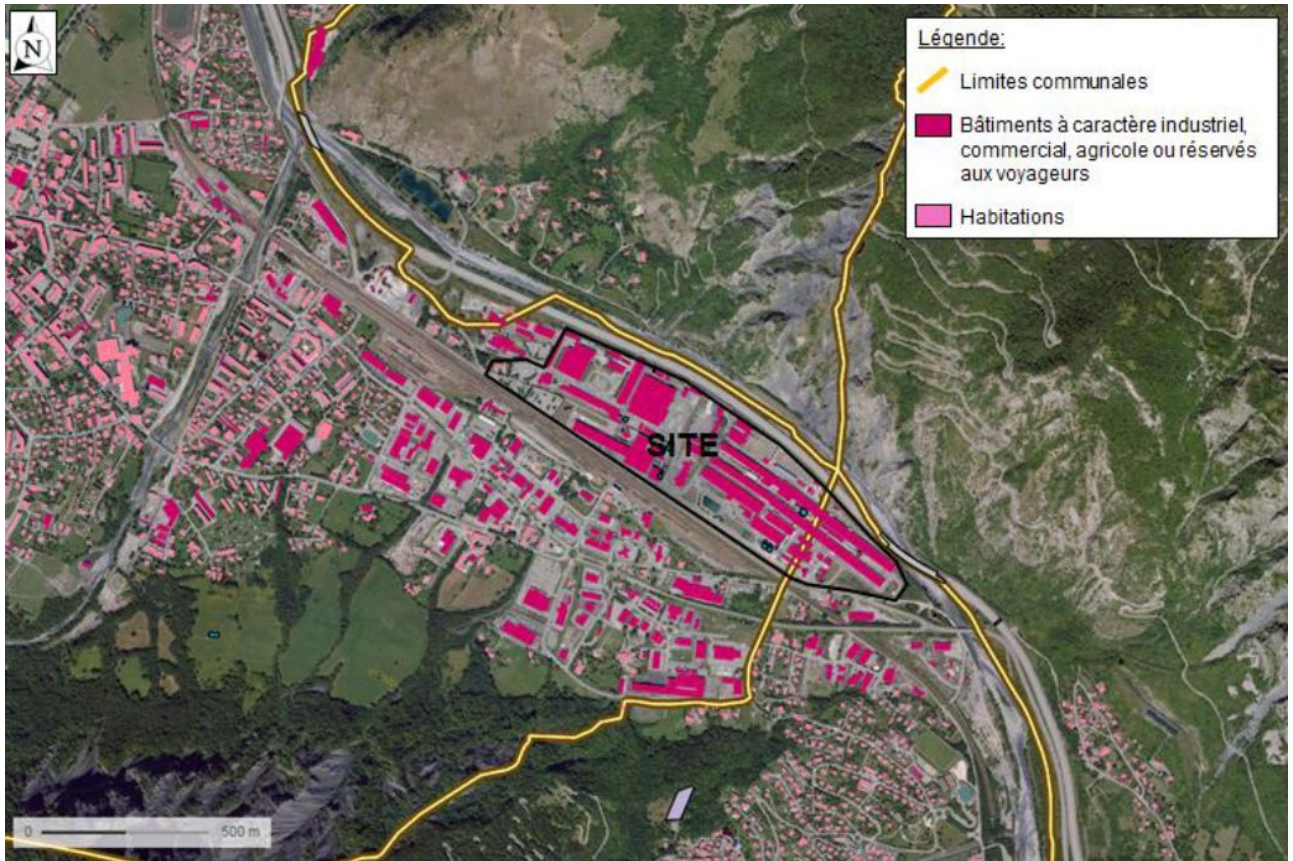 N
Légende:
Limites communales
Bâtiments à caractère industriel,
commercial, agricole ou réservés
aux voyageurs
Habitations
SITE
0 500 m